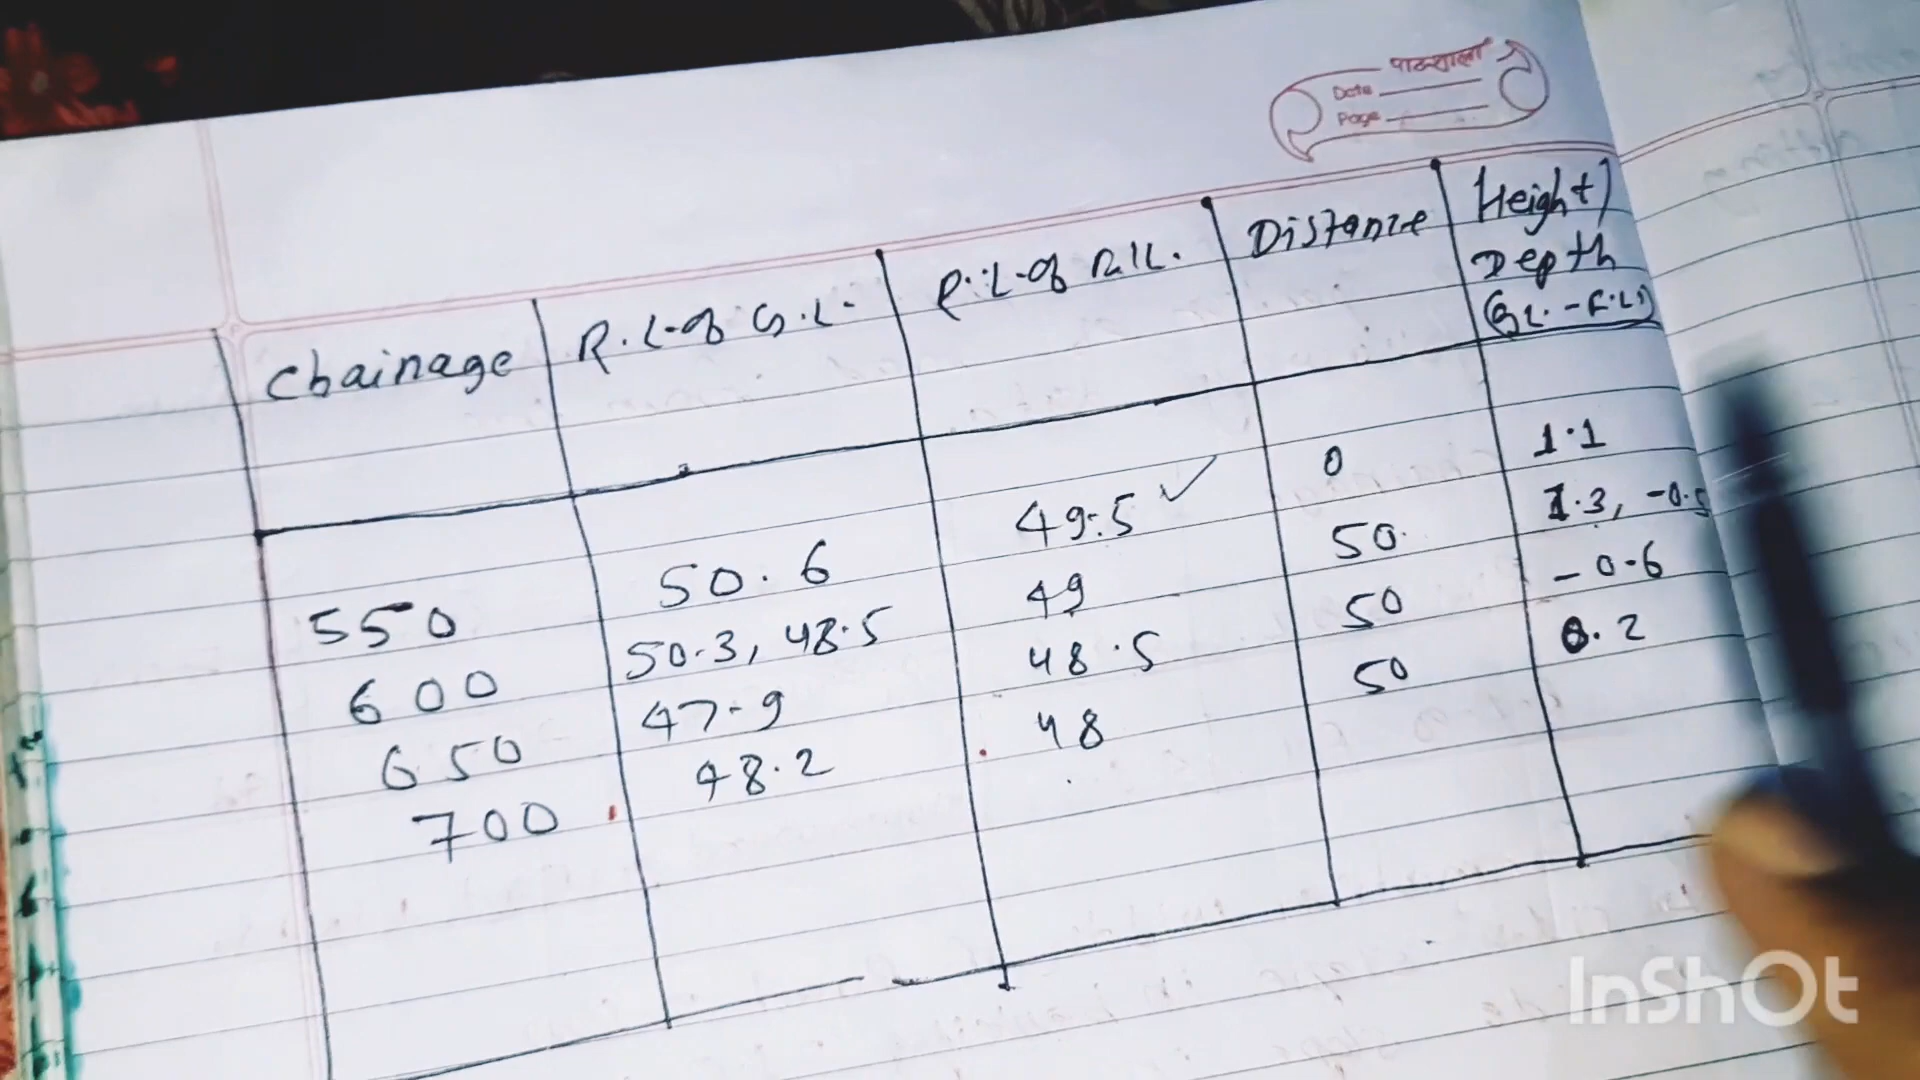 पाठशाला
Date
Page
Chainage R.L of G.L. R.L of Distance Height/
Depth
(GL. - F.L)
550 50.6 49.5 ✓ 0 1.1
600 50.3, 48.5 49 50 1.3, -0.5
650 47.9 48.5 50 -0.6
700 48.2 48 50 0.2
InShOt